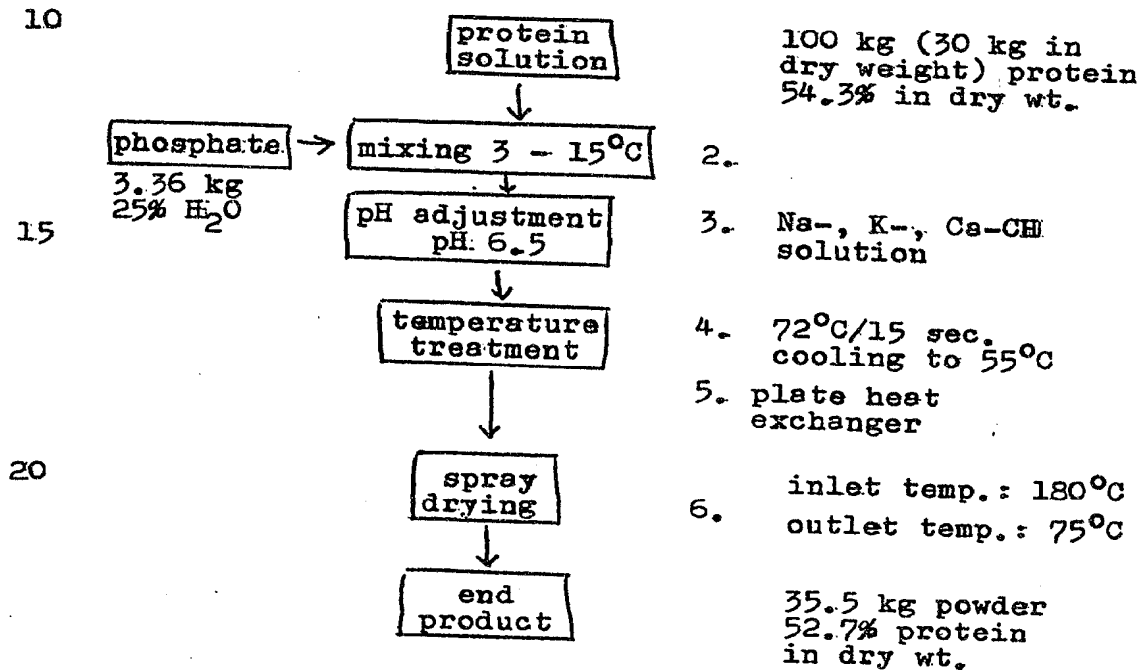 10
protein
solution
100 kg (30 kg in
dry weight) protein
54.3% in dry wt.
phosphate
3.36 kg
25% H2O
mixing 3 - 15°C
2.
15
pH adjustment
pH: 6.5
3. Na-, K-, Ca-CH
solution
temperature
treatment
4. 72°C/15 sec.
cooling to 55°C
5. plate heat
exchanger
20
spray
drying
6.
inlet temp.: 180°C
outlet temp.: 75°C
end
product
35.5 kg powder
52.7% protein
in dry wt.